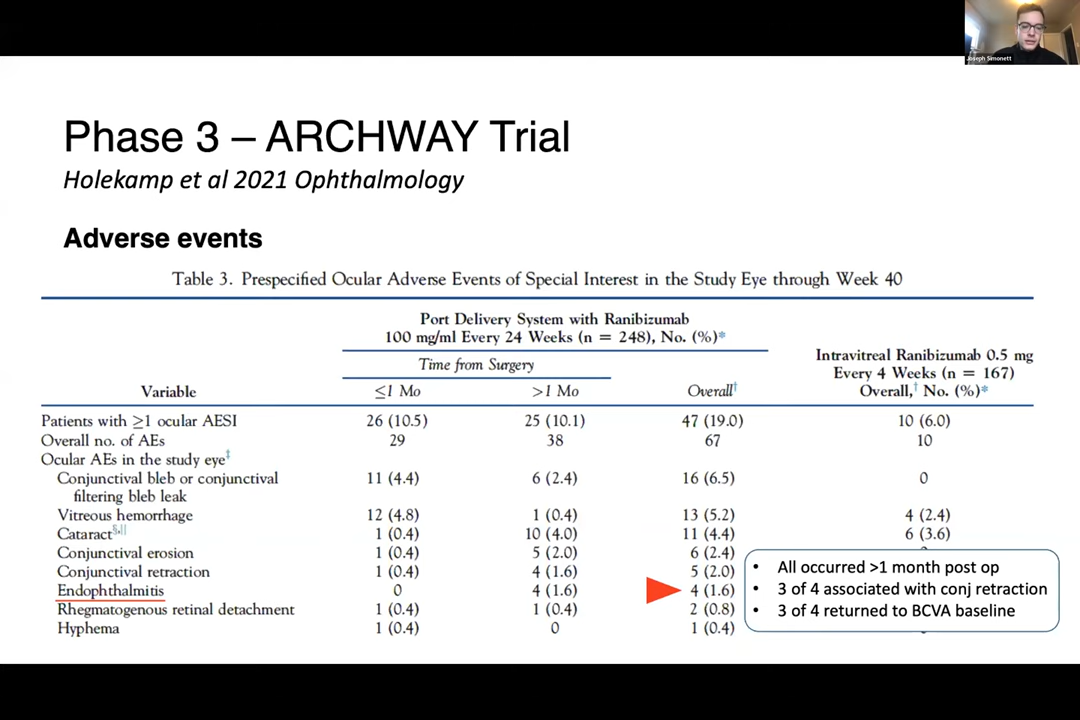 Joseph Simonett
Phase 3 – ARCHWAY Trial
Holekamp et al 2021 Ophthalmology
Adverse events
Table 3. Prespecified Ocular Adverse Events of Special Interest in the Study Eye through Week 40
Port Delivery System with Ranibizumab
100 mg/ml Every 24 Weeks (n = 248), No. (%)*
Time from Surgery
Intravitreal Ranibizumab 0.5 mg
Every 4 Weeks (n = 167)
Variable ≤1 Mo >1 Mo Overall† Overall,† No. (%)*
Patients with ≥1 ocular AESI 26 (10.5) 25 (10.1) 47 (19.0) 10 (6.0)
Overall no. of AEs 29 38 67 10
Ocular AEs in the study eye‡
Conjunctival bleb or conjunctival 11 (4.4) 6 (2.4) 16 (6.5) 0
filtering bleb leak
Vitreous hemorrhage 12 (4.8) 1 (0.4) 13 (5.2) 4 (2.4)
Cataract§,|| 1 (0.4) 10 (4.0) 11 (4.4) 6 (3.6)
Conjunctival erosion 1 (0.4) 5 (2.0) 6 (2.4)
Conjunctival retraction 1 (0.4) 4 (1.6) 5 (2.0)
Endophthalmitis 0 4 (1.6) 4 (1.6)
Rhegmatogenous retinal detachment 1 (0.4) 1 (0.4) 2 (0.8)
Hyphema 1 (0.4) 0 1 (0.4)
• All occurred >1 month post op
• 3 of 4 associated with conj retraction
• 3 of 4 returned to BCVA baseline